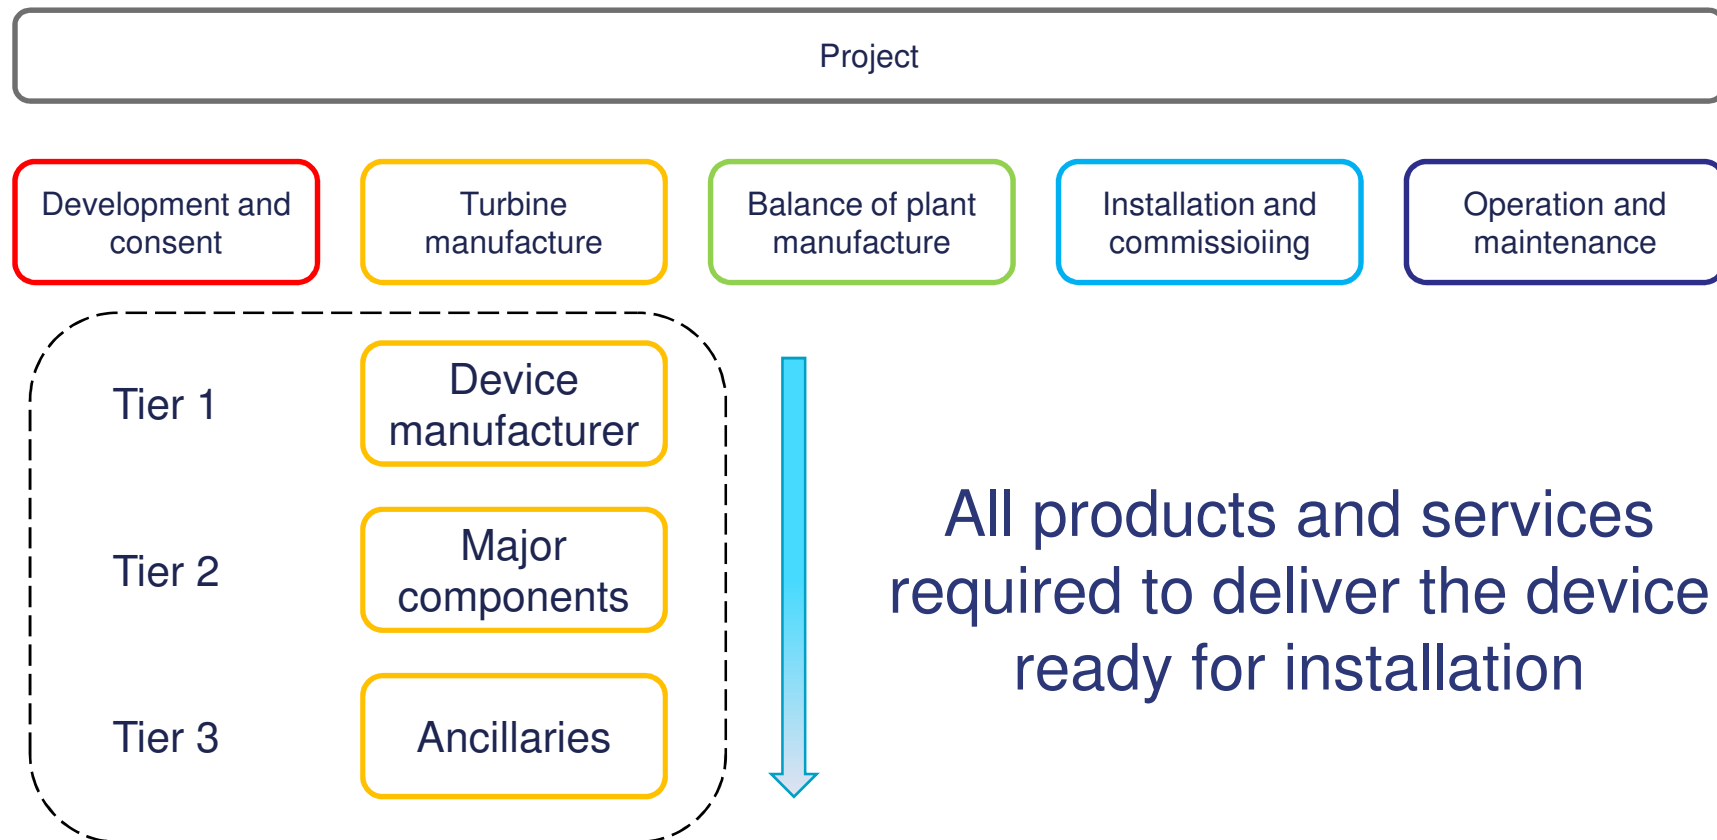 Project
Development and
consent
Turbine
manufacture
Balance of plant
manufacture
Installation and
commissioiing
Operation and
maintenance
Tier 1
Device
manufacturer
Tier 2
Major
components
Tier 3
Ancillaries
All products and services
required to deliver the device
ready for installation